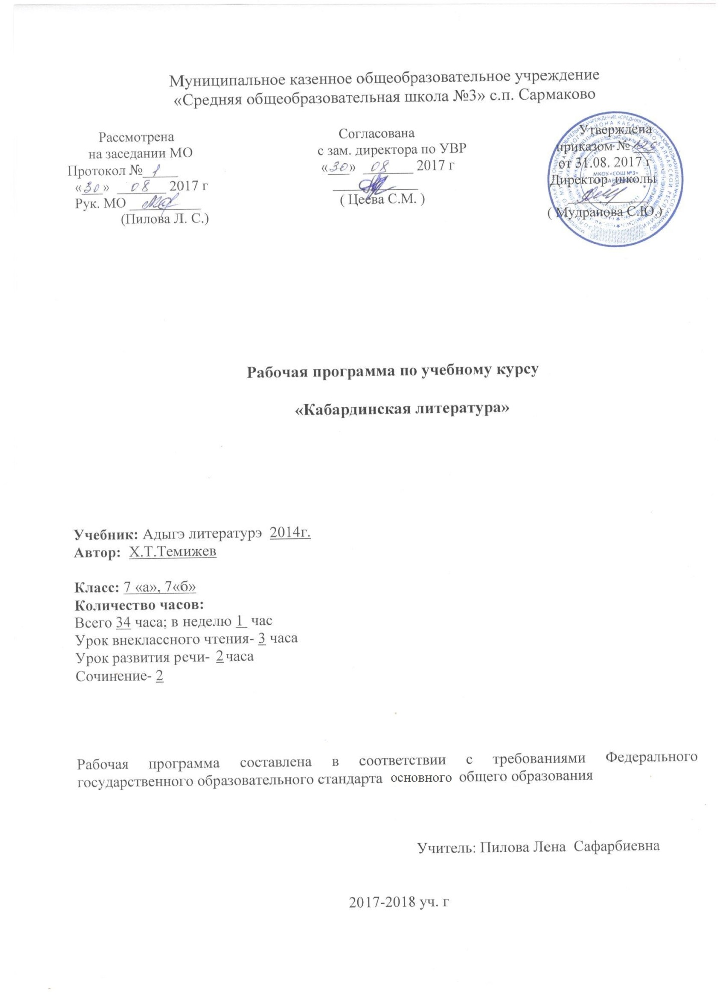 Муниципальное казенное общеобразовательное учреждение
«Средняя общеобразовательная школа №3» с.п. Сармаково
Рассмотрена
на заседании МО
Протокол № 1
«30» 08 2017 г
Рук. МО
(Пилова Л. С.)
Согласована
с зам. директора по УВР
«30» 08 2017 г
( Цеева С.М. )
Утверждена
приказом № 125
от 31.08. 2017 г
Директор школы
( Мудранова С.Ю.)
МКОУ «СОШ №3»
Рабочая программа по учебному курсу
«Кабардинская литература»
Учебник: Адыгэ литературэ 2014г.
Автор: Х.Т.Темижев
Класс: 7 «а», 7«б»
Количество часов:
Всего 34 часа; в неделю 1 час
Урок внеклассного чтения- 3 часа
Урок развития речи- 2 часа
Сочинение- 2
Рабочая программа составлена в соответствии с требованиями Федерального
государственного образовательного стандарта основного общего образования
Учитель: Пилова Лена Сафарбиевна
2017-2018 уч. г